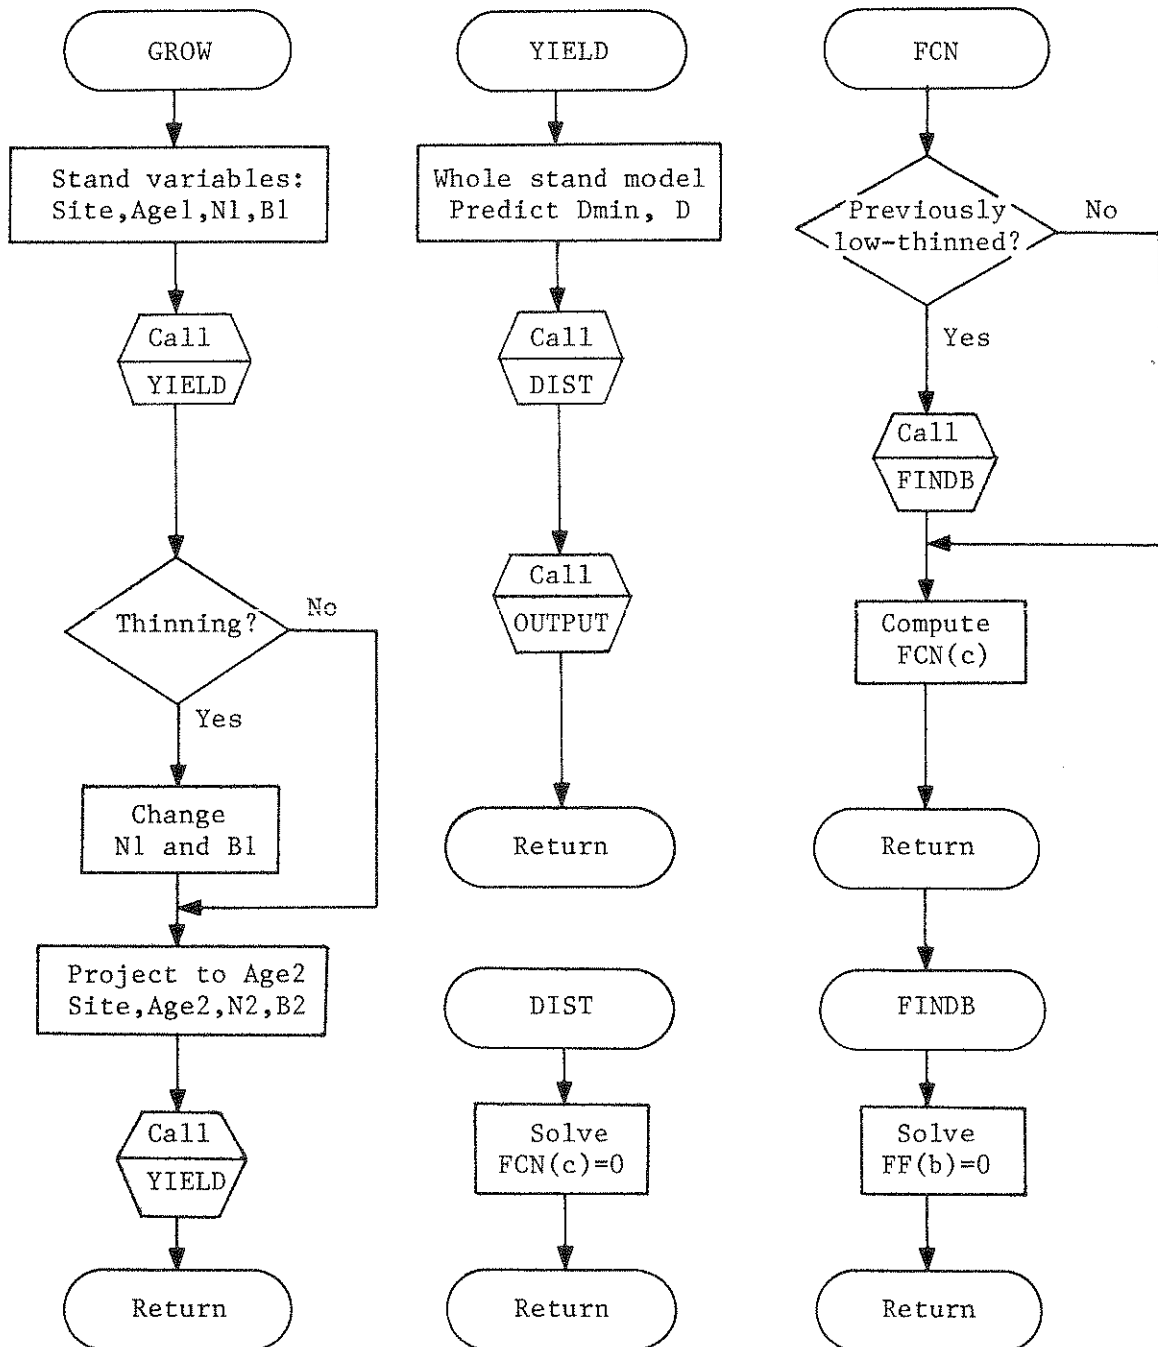 GROW
Stand variables:
Site,Age1,N1,B1
Call
YIELD
Thinning?
No
Yes
Change
N1 and B1
Project to Age2
Site,Age2,N2,B2
Call
YIELD
Return
YIELD
Whole stand model
Predict Dmin, D
Call
DIST
Call
OUTPUT
Return
DIST
Solve
FCN(c)=0
Return
FCN
Previously
low-thinned?
No
Yes
Call
FINDB
Compute
FCN(c)
Return
FINDB
Solve
FF(b)=0
Return